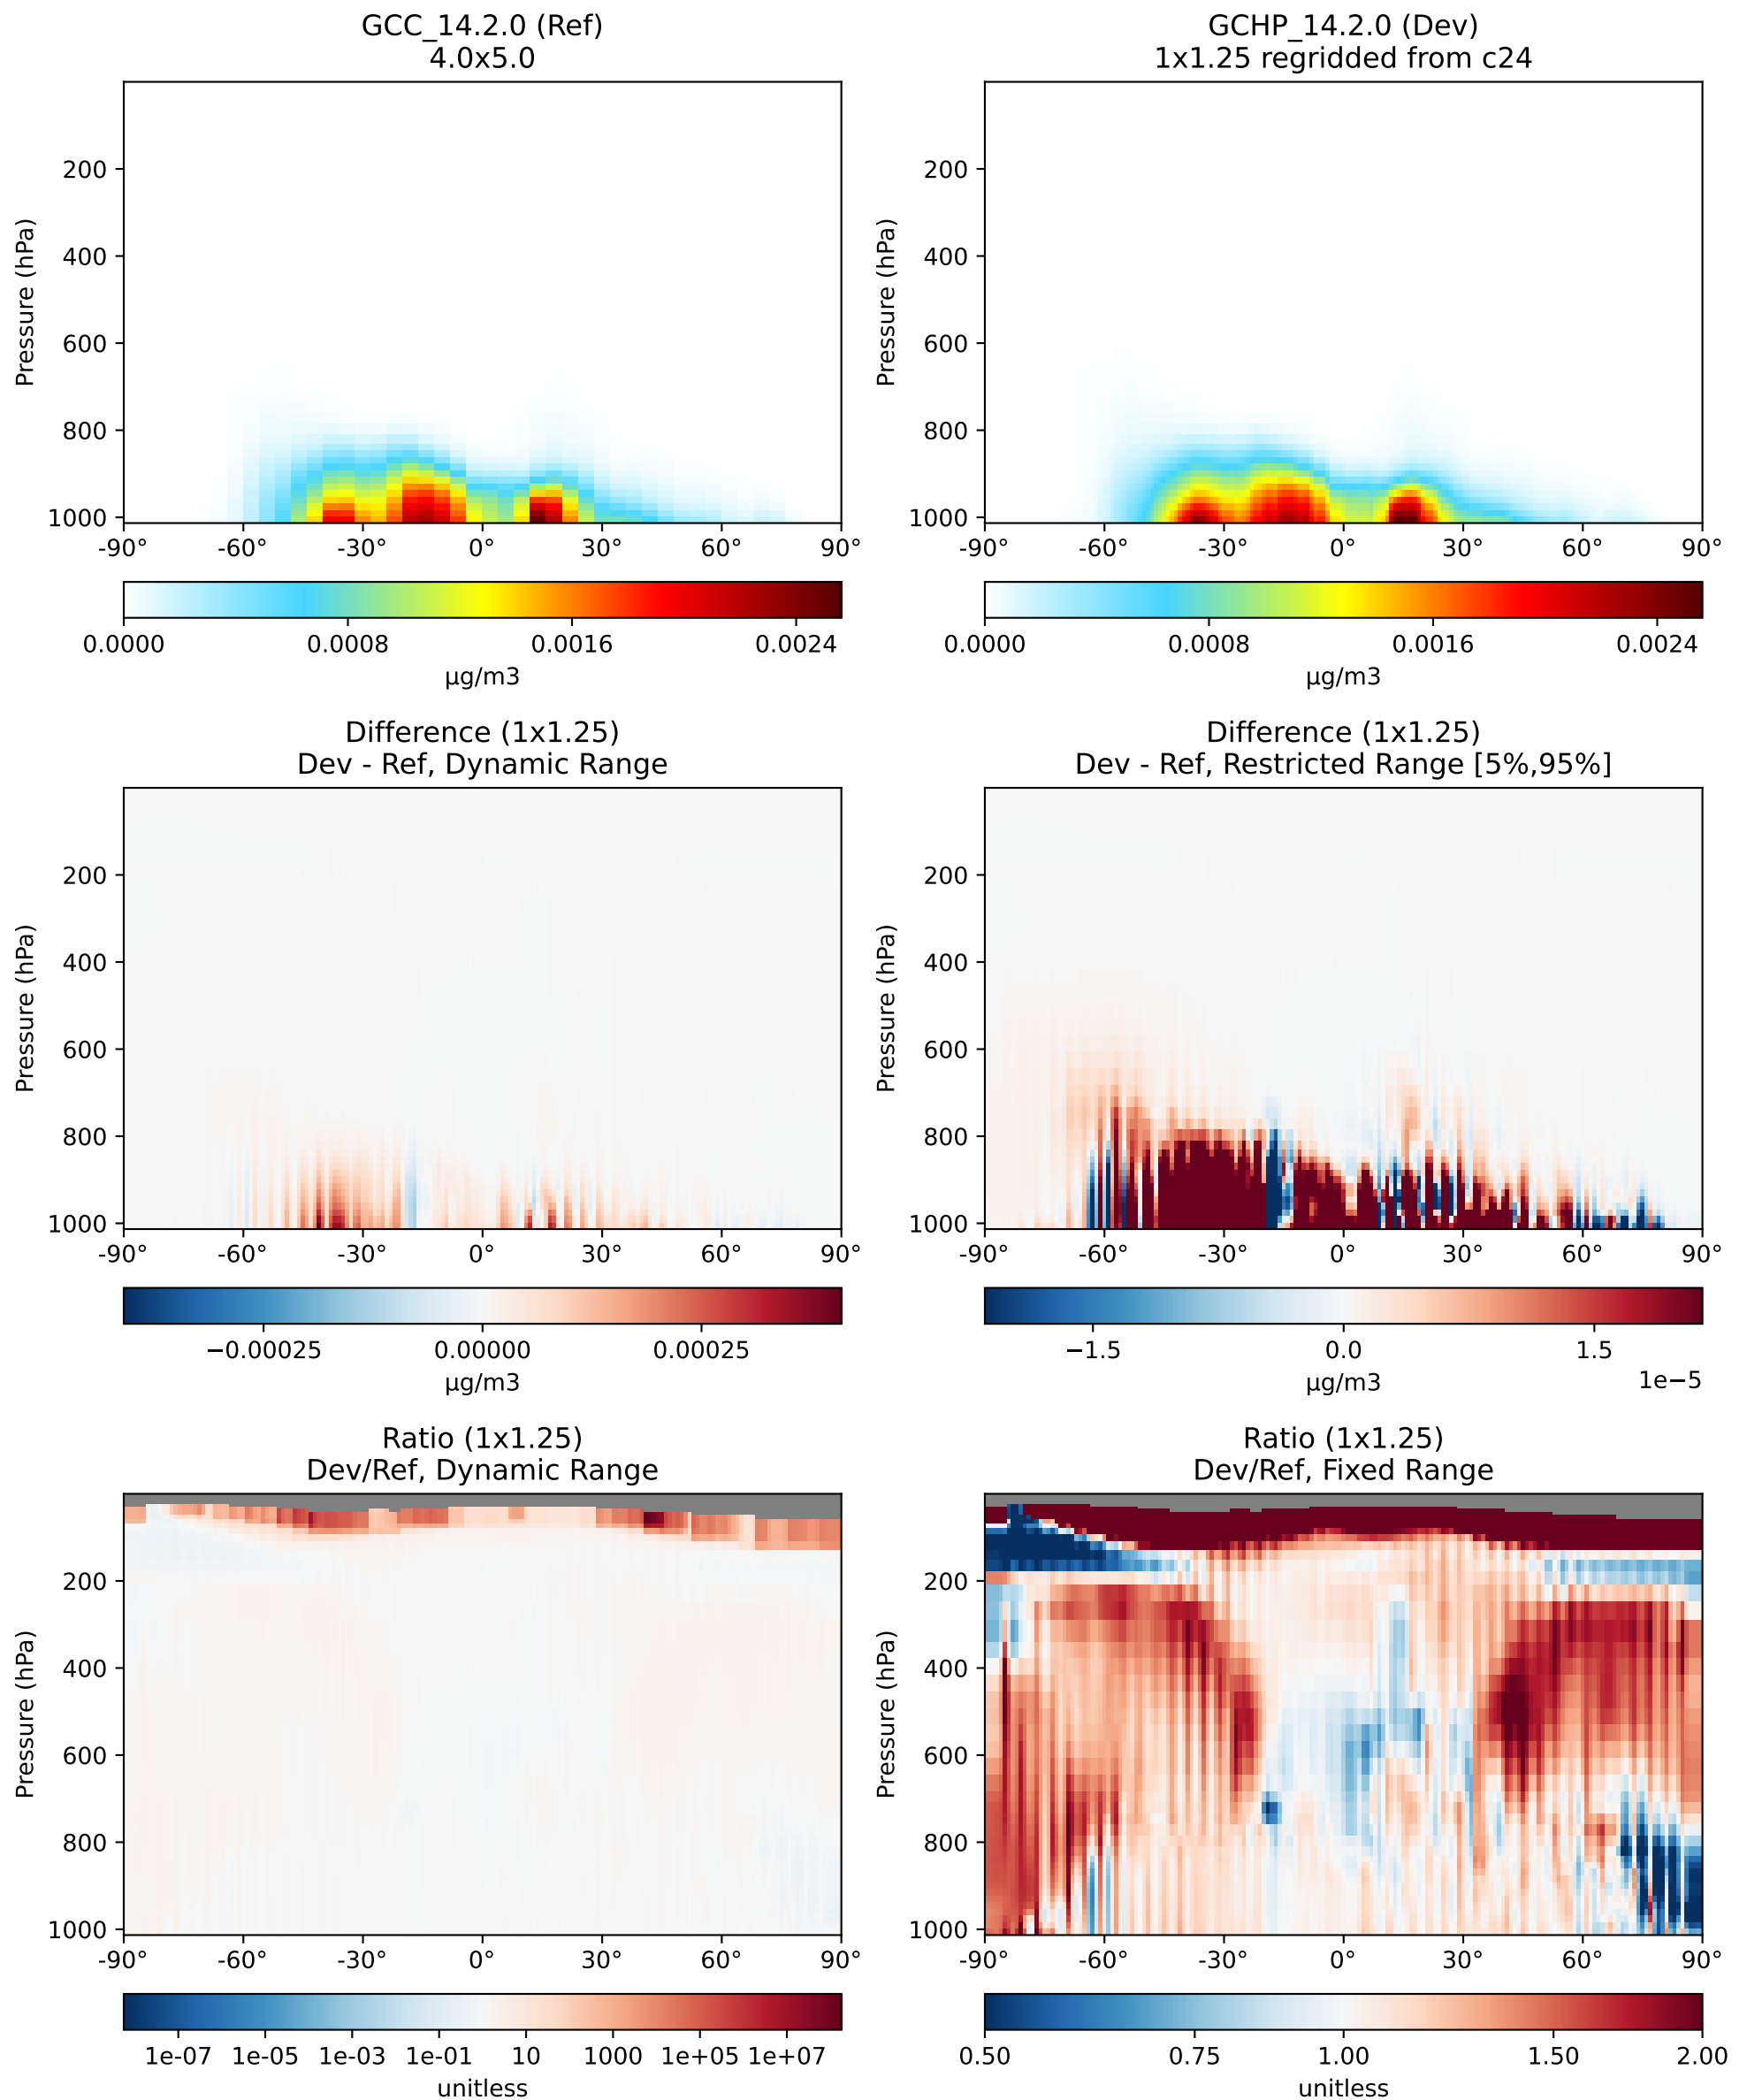 GCC_14.2.0 (Ref)
4.0x5.0
Pressure (hPa)
200
400
600
800
1000
-90° -60° -30° 0° 30° 60° 90°
0.0000 0.0008 0.0016 0.0024
µg/m3
GCHP_14.2.0 (Dev)
1x1.25 regridded from c24
Pressure (hPa)
200
400
600
800
1000
-90° -60° -30° 0° 30° 60° 90°
0.0000 0.0008 0.0016 0.0024
µg/m3
Difference (1x1.25)
Dev - Ref, Dynamic Range
Pressure (hPa)
200
400
600
800
1000
-90° -60° -30° 0° 30° 60° 90°
−0.00025 0.00000 0.00025
µg/m3
Difference (1x1.25)
Dev - Ref, Restricted Range [5%,95%]
Pressure (hPa)
200
400
600
800
1000
-90° -60° -30° 0° 30° 60° 90°
−1.5 0.0 1.5
µg/m3 1e−5
Ratio (1x1.25)
Dev/Ref, Dynamic Range
Pressure (hPa)
200
400
600
800
1000
-90° -60° -30° 0° 30° 60° 90°
1e-07 1e-05 1e-03 1e-01 10 1000 1e+05 1e+07
unitless
Ratio (1x1.25)
Dev/Ref, Fixed Range
Pressure (hPa)
200
400
600
800
1000
-90° -60° -30° 0° 30° 60° 90°
0.50 0.75 1.00 1.50 2.00
unitless